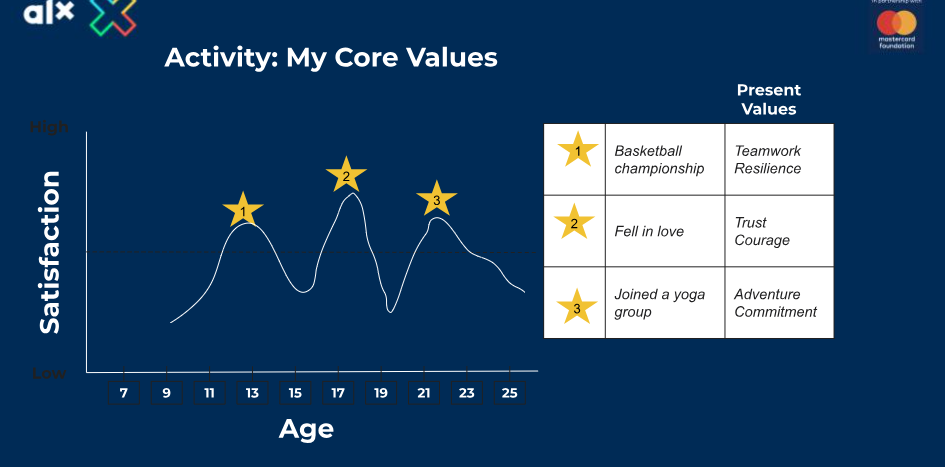 alx
in partnership with
mastercard
foundation
Activity: My Core Values
High
Satisfaction
Low
1
2
3
7 9 11 13 15 17 19 21 23 25
Age
Present
Values
1
Basketball
championship
Teamwork
Resilience
2
Fell in love
Trust
Courage
3
Joined a yoga
group
Adventure
Commitment